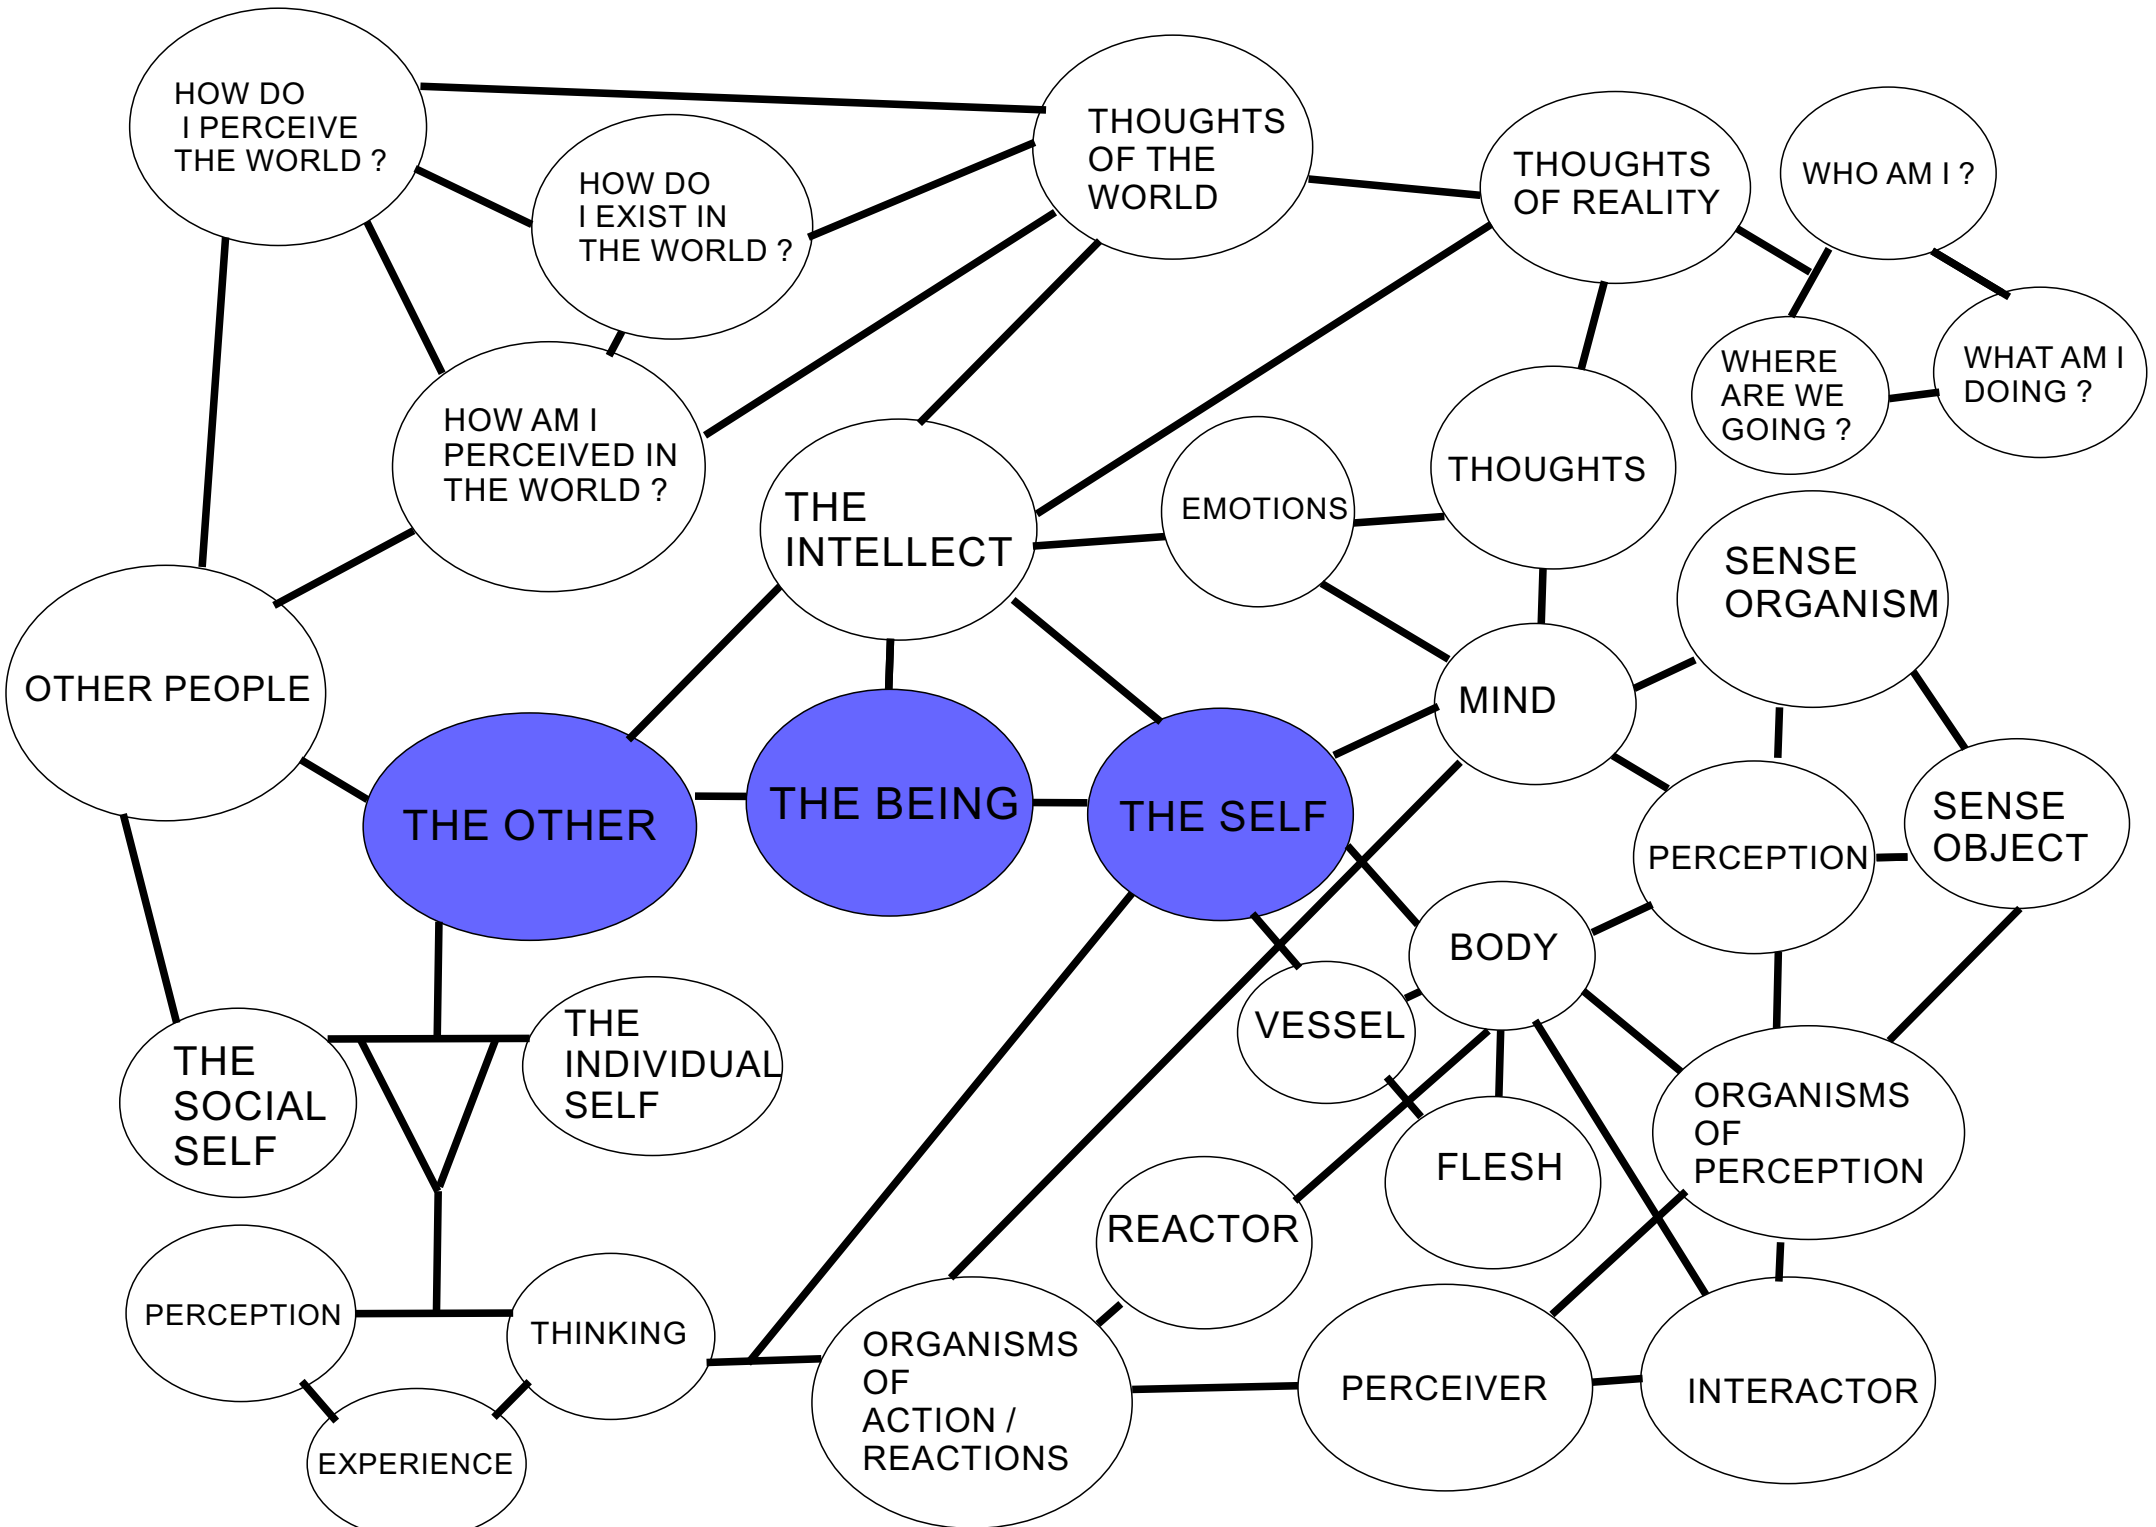 HOW DO
I PERCEIVE
THE WORLD ?
HOW DO
I EXIST IN
THE WORLD ?
THOUGHTS
OF THE
WORLD
THOUGHTS
OF REALITY
WHO AM I ?
WHERE
ARE WE
GOING ?
WHAT AM I
DOING ?
HOW AM I
PERCEIVED IN
THE WORLD ?
THE
INTELLECT
EMOTIONS
THOUGHTS
SENSE
ORGANISM
OTHER PEOPLE
THE OTHER
THE BEING
THE SELF
MIND
PERCEPTION
SENSE
OBJECT
BODY
VESSEL
THE
SOCIAL
SELF
THE
INDIVIDUAL
SELF
FLESH
ORGANISMS
OF
PERCEPTION
REACTOR
PERCEPTION
THINKING
EXPERIENCE
ORGANISMS
OF
ACTION /
REACTIONS
PERCEIVER
INTERACTOR